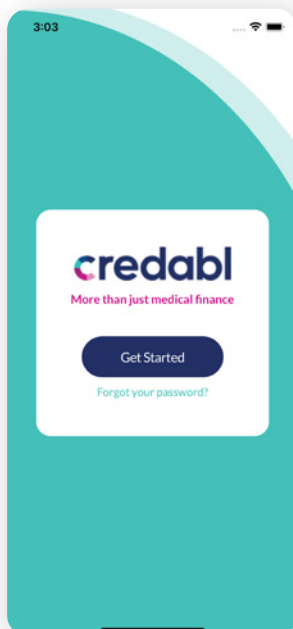 3:03
credabl
More than just medical finance
Get Started
Forgot your password?